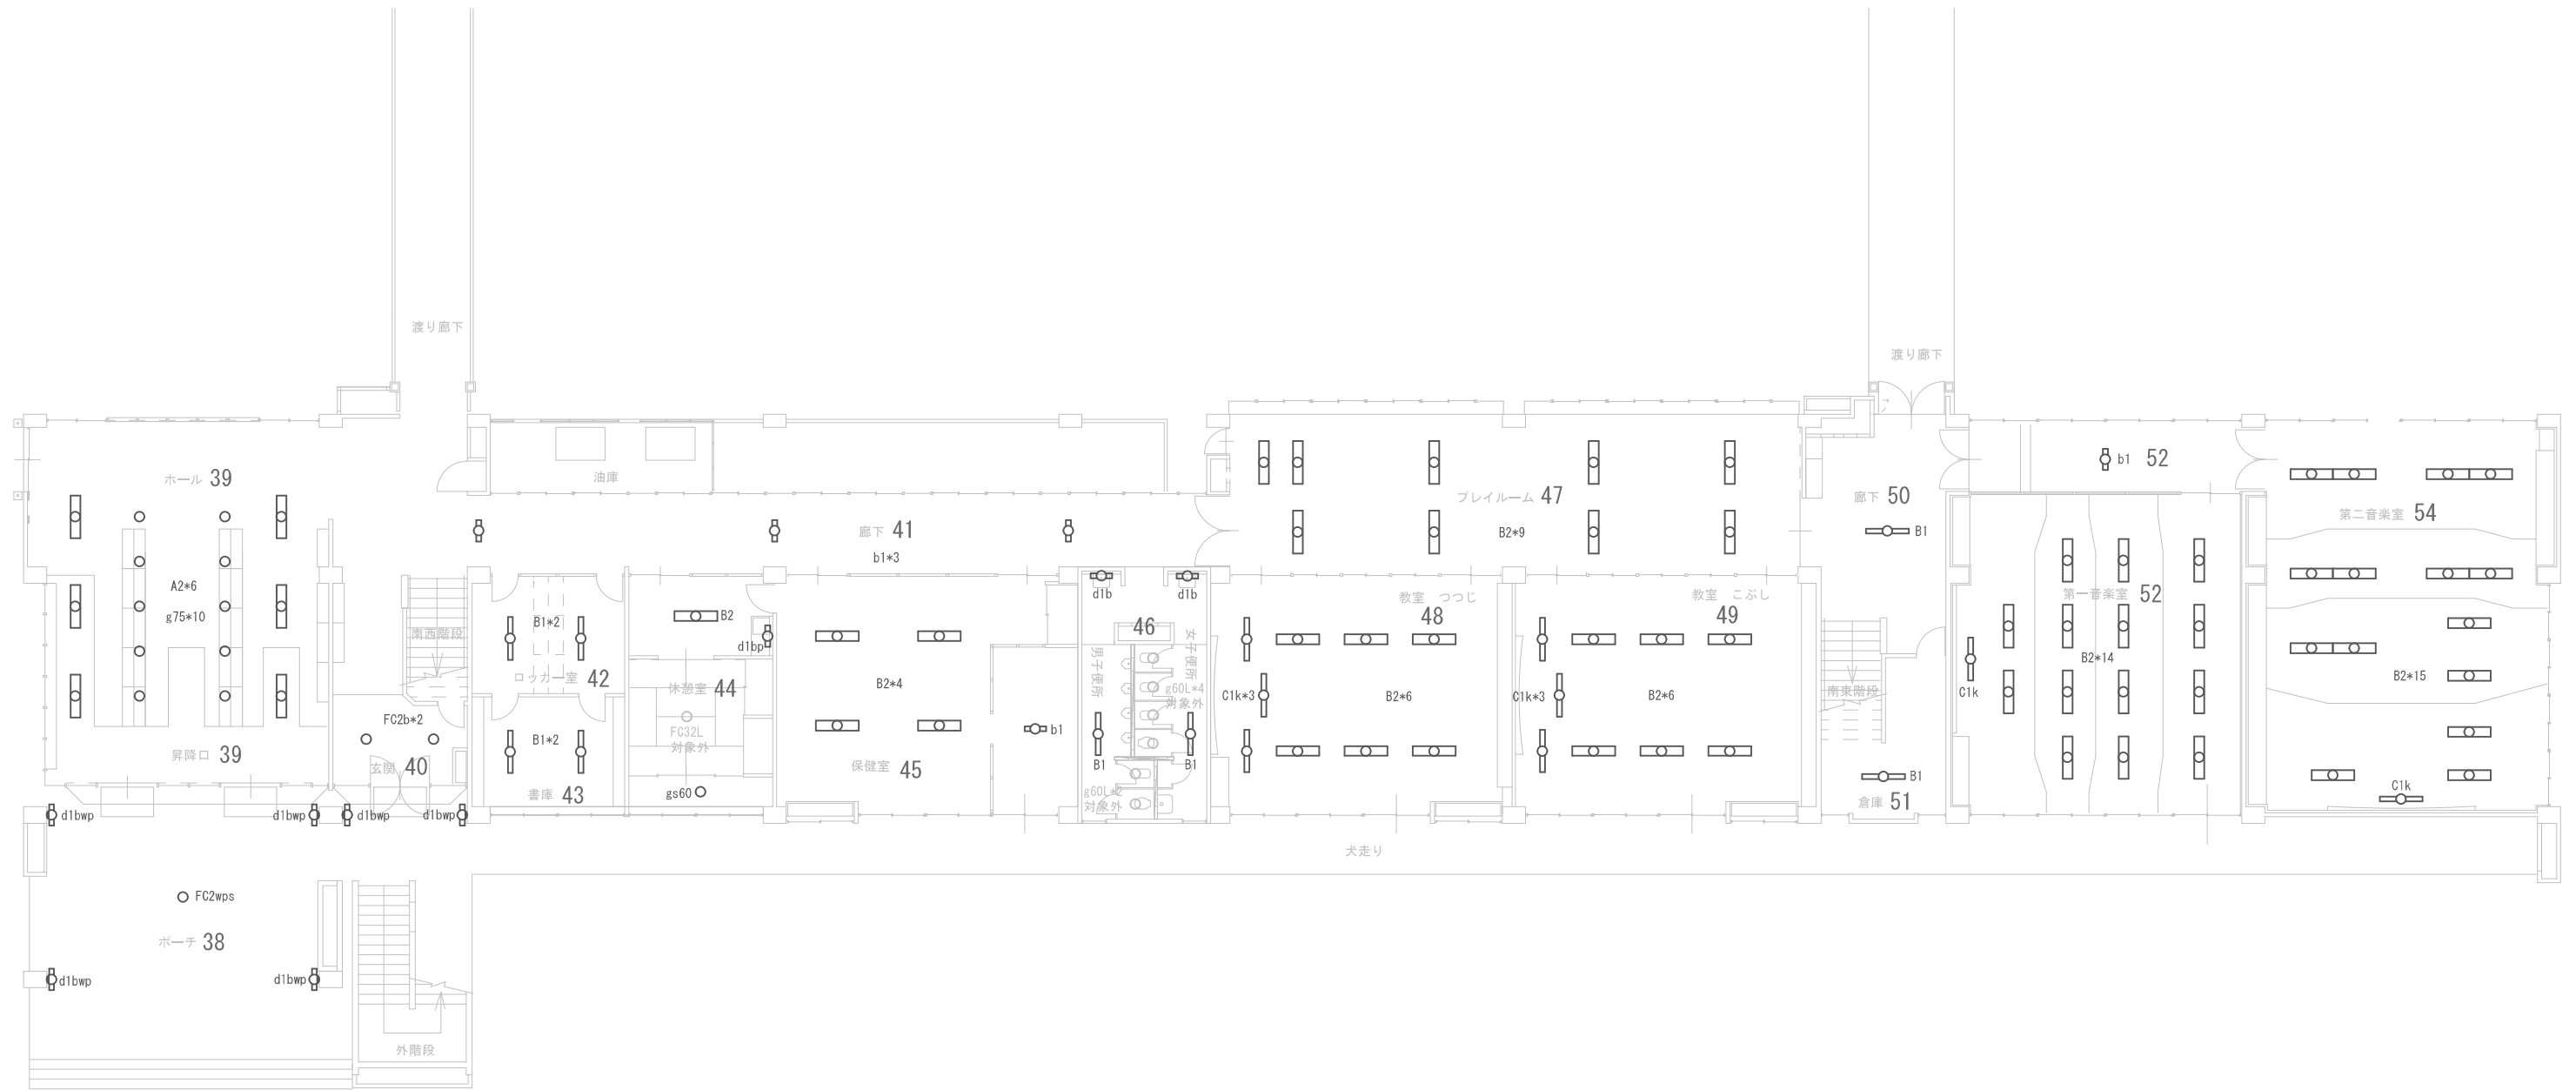 渡り廊下
渡り廊下
ホール 39
油庫
A2*6
g75*10
昇降口 39
南西階段
FC2b*2
玄関 40
廊下 41
b1*3
B1*2
ロッカー室 42
B1*2
書庫 43
B2
d1bp
休憩室 44
FC32L
対象外
gs60
B2*4
保健室 45
b1
d1b
d1b
46
男子便所
女子便所
g60L*4
対象外
B1
B1
g60L*2
対象外
プレイルーム 47
B2*9
教室 つつじ
48
C1k*3
B2*6
教室 こぶし
49
C1k*3
B2*6
廊下 50
B1
南東階段
B1
倉庫 51
b1 52
第一音楽室 52
C1k
B2*14
第二音楽室 54
B2*15
C1k
d1bwp
d1bwp
d1bwp
d1bwp
犬走り
FC2wps
ポーチ 38
d1bwp
d1bwp
外階段